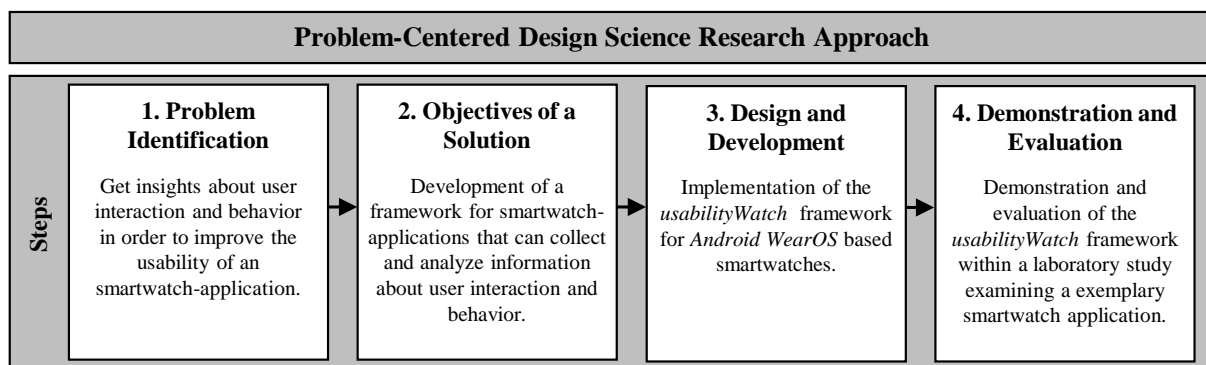 Problem-Centered Design Science Research Approach
Steps
1. Problem
Identification
Get insights about user
interaction and behavior
in order to improve the
usability of an
smartwatch-application.
2. Objectives of a
Solution
Development of a
framework for smartwatch-
applications that can collect
and analyze information
about user interaction and
behavior.
3. Design and
Development
Implementation of the
usabilityWatch framework
for Android WearOS based
smartwatches.
4. Demonstration and
Evaluation
Demonstration and
evaluation of the
usabilityWatch framework
within a laboratory study
examining a exemplary
smartwatch application.